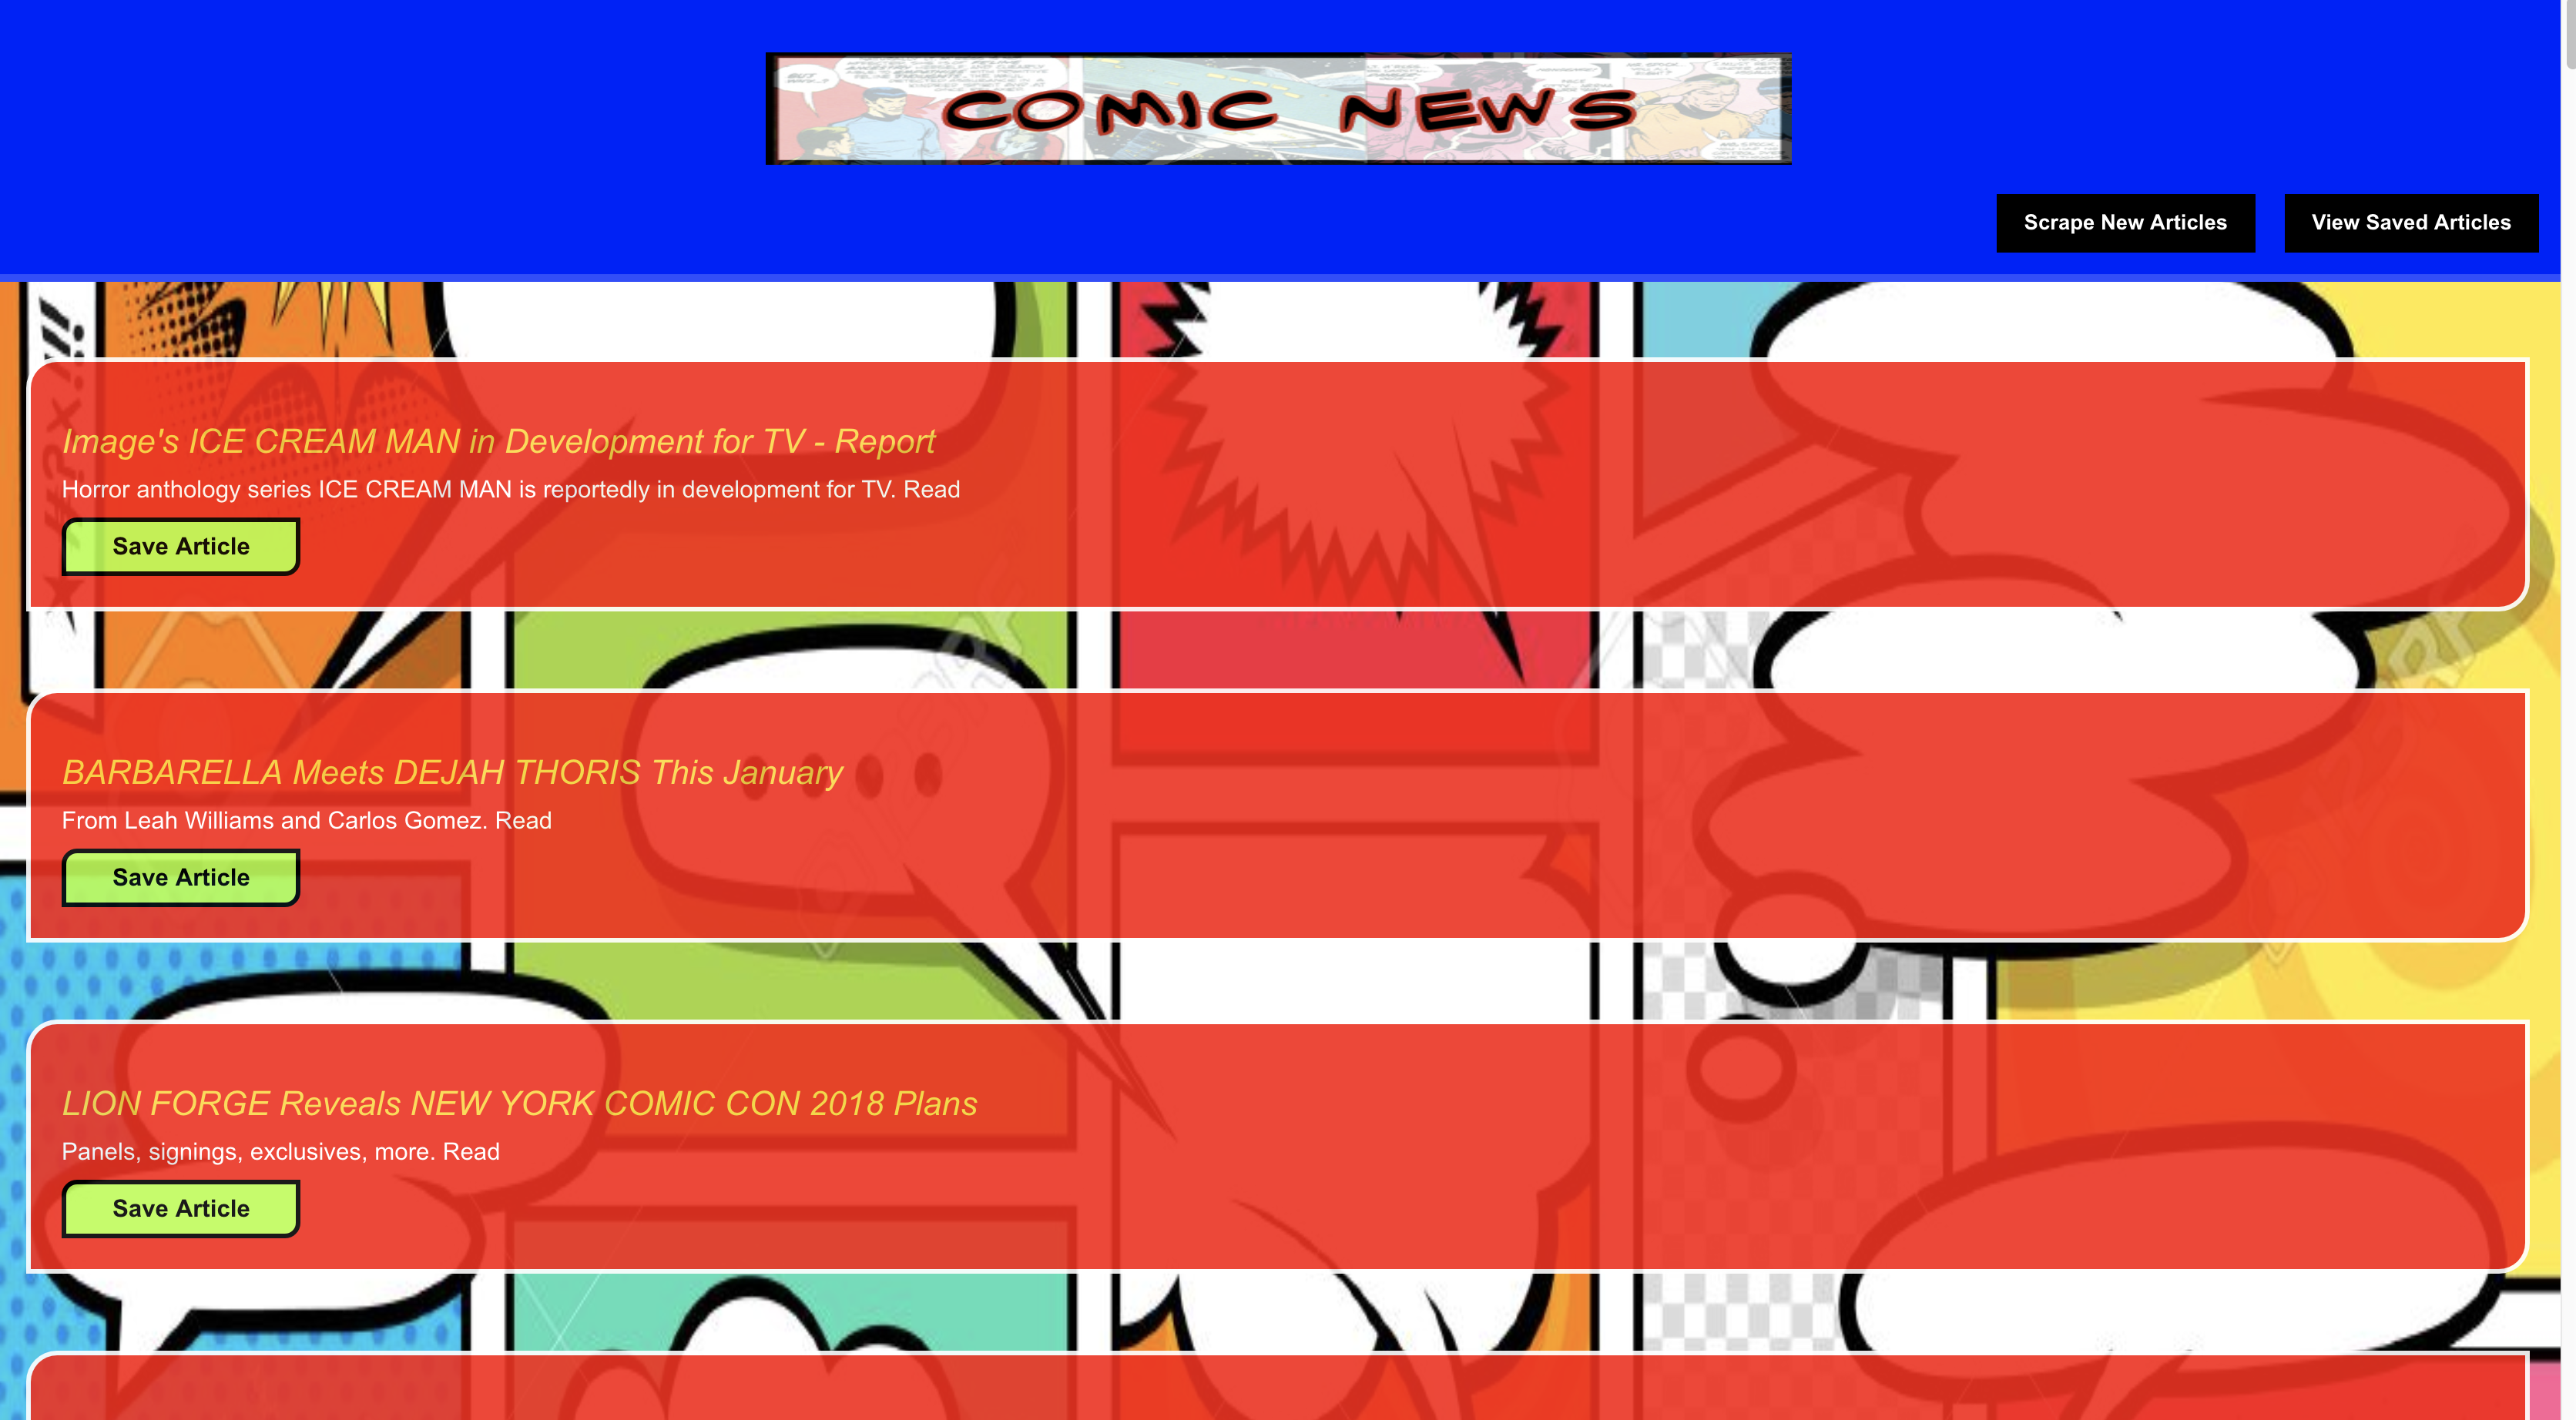 BUT
COMIC NEWS
Scrape New Articles
View Saved Articles
Image's ICE CREAM MAN in Development for TV - Report
Horror anthology series ICE CREAM MAN is reportedly in development for TV. Read
Save Article
BARBARELLA Meets DEJAH THORIS This January
From Leah Williams and Carlos Gomez. Read
Save Article
LION FORGE Reveals NEW YORK COMIC CON 2018 Plans
Panels, signings, exclusives, more. Read
Save Article